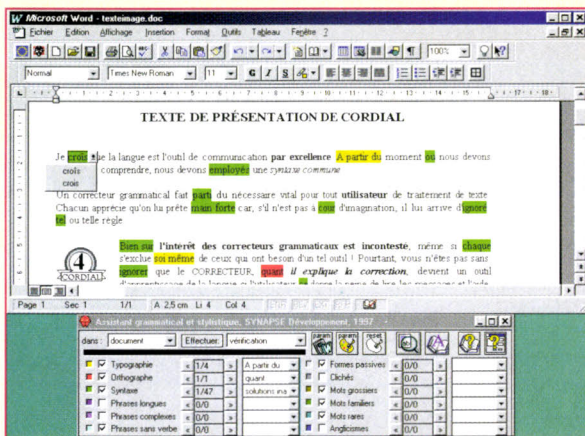 Microsoft Word - texteimage.doc
Fichier Edition Affichage Insertion Format Outils Tableau Fenêtre ?
100%
Normal Times New Roman 11 G I S
TEXTE DE PRÉSENTATION DE CORDIAL
Je crois que la langue est l'outil de communication par excellence A partir du moment ou nous devons
crois
comprendre, nous devons employés une syntaxe commune
crois
Un correcteur grammatical fait parti du nécessaire vital pour tout utilisateur de traitement de texte
Chacun apprécie qu'on lui prête main forte car, s'il n'est pas à cour d'imagination, il lui arrive d'ignoré
tel ou telle règle
Bien sur l'intérêt des correcteurs grammaticaux est incontesté, même si chaque
s'exclue soi même de ceux qui ont besoin d'un tel outil ! Pourtant, vous n'êtes pas sans
ignorer que le CORRECTEUR, quant il explique la correction, devient un outil
4
CORDIAL
Page 1 Sec 1 1/1 A 2.5 cm Li 4 Col 4
Assistant grammatical et stylistique, SYNAPSE Développement, 1997
dans : document Effectuer: vérification
param param reset
Typographie 1/4 A partir du Formes passives 0/0
Orthographe 1/1 quant Clichés 0/0
Syntaxe 1/47 solutions ina Mots grossiers 0/0
Phrases longues 0/0 Mots familiers 0/0
Phrases complexes 0/0 Mots rares 0/0
Phrases sans verbe 0/0 Anglicismes 0/0